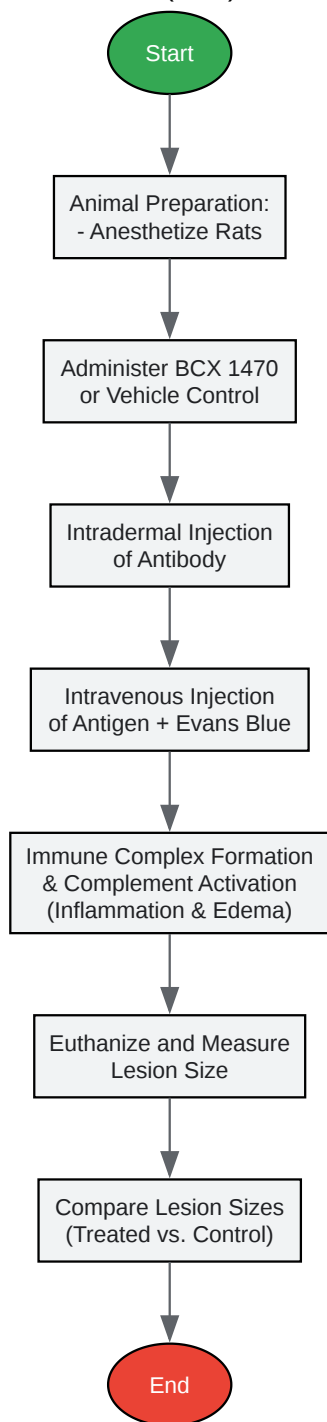 Start
Animal Preparation:
- Anesthetize Rats
Administer BCX 1470
or Vehicle Control
Intradermal Injection
of Antibody
Intravenous Injection
of Antigen + Evans Blue
Immune Complex Formation
& Complement Activation
(Inflammation & Edema)
Euthanize and Measure
Lesion Size
Compare Lesion Sizes
(Treated vs. Control)
End